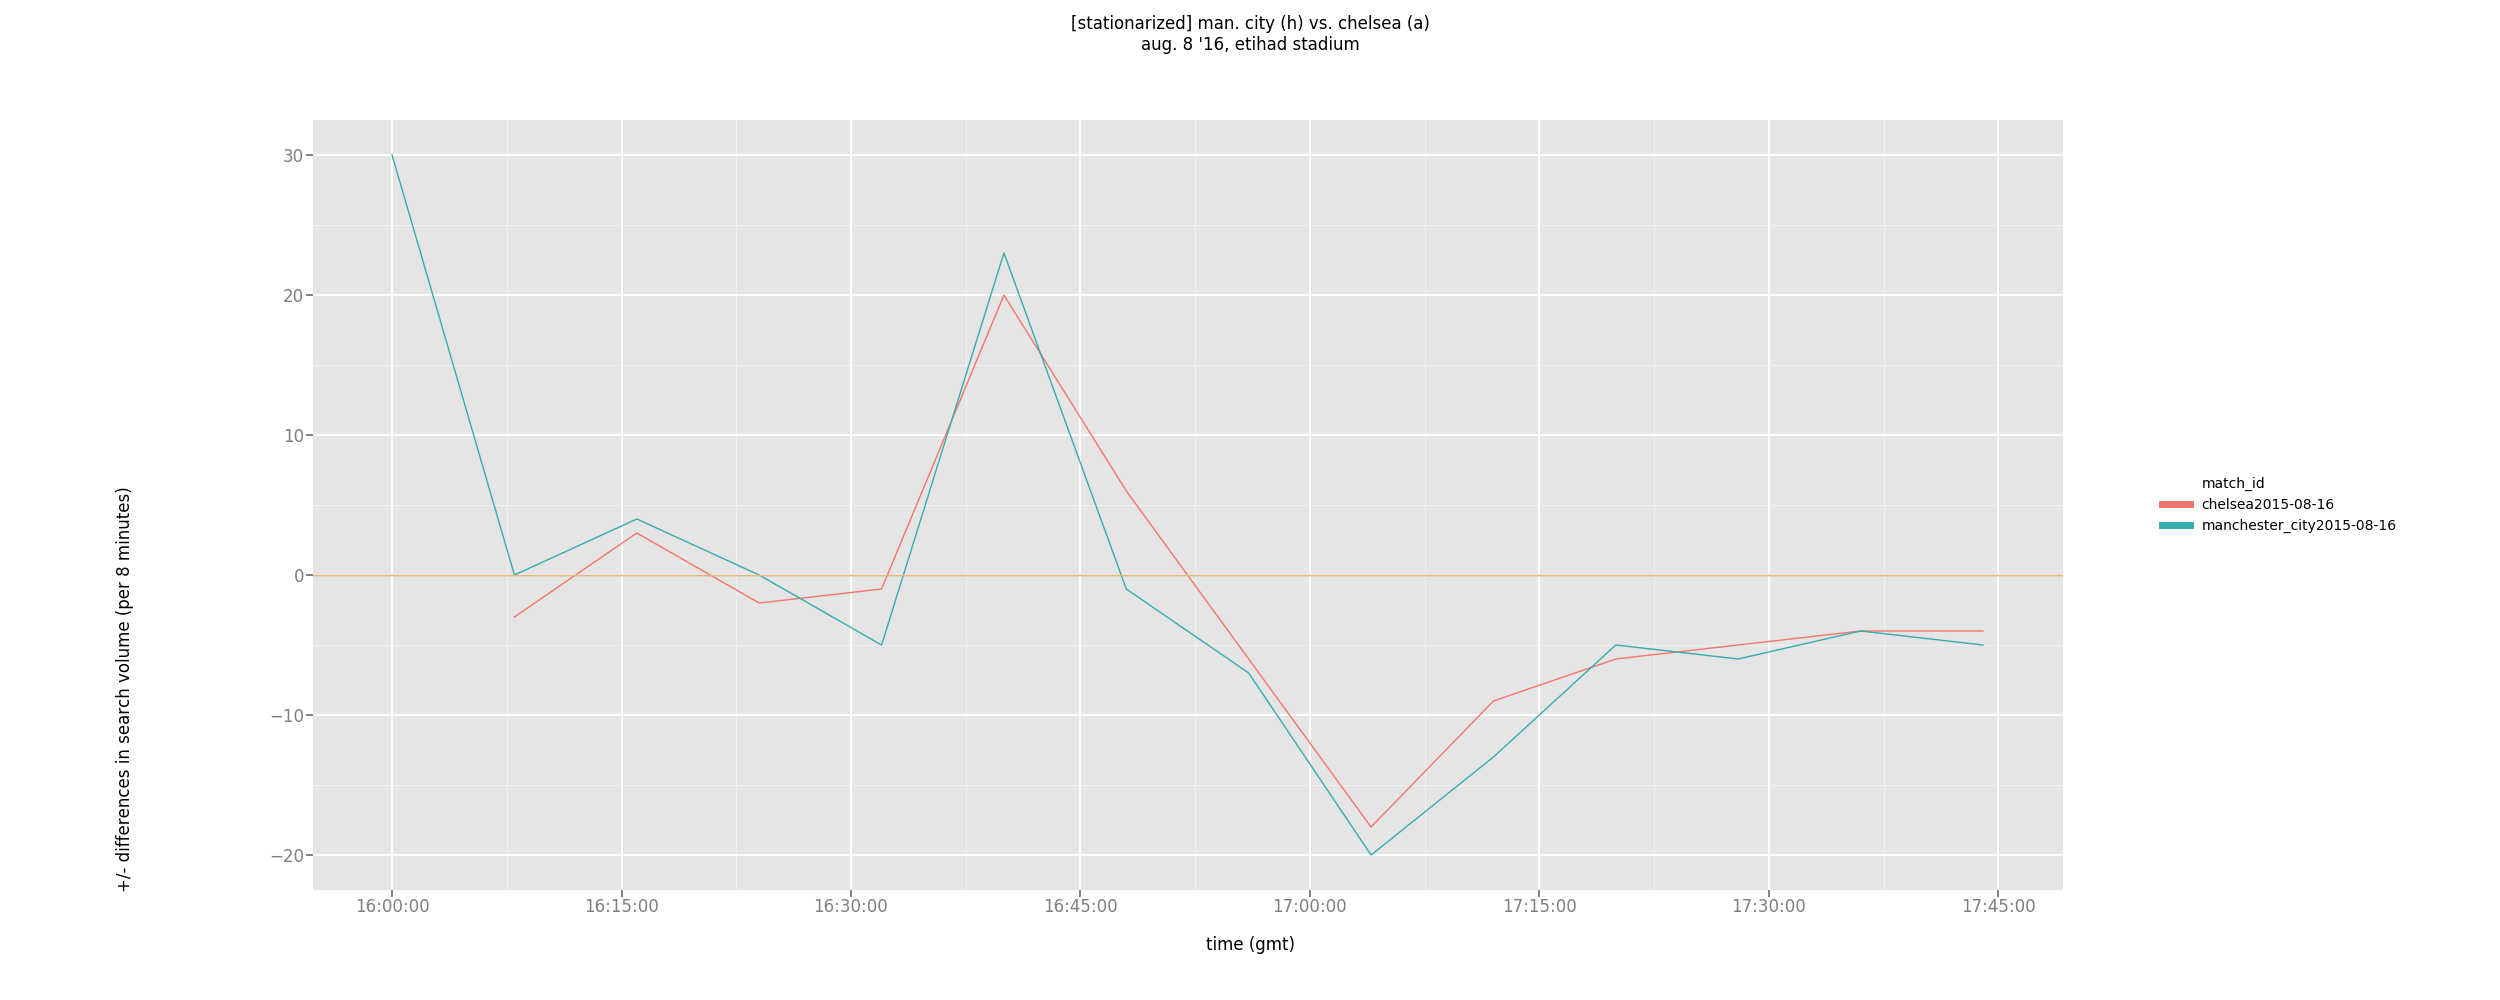 [stationarized] man. city (h) vs. chelsea (a)
aug. 8 '16, etihad stadium
+/- differences in search volume (per 8 minutes)
30
20
10
0
−10
−20
16:00:00 16:15:00 16:30:00 16:45:00 17:00:00 17:15:00 17:30:00 17:45:00
time (gmt)
match_id
chelsea2015-08-16
manchester_city2015-08-16